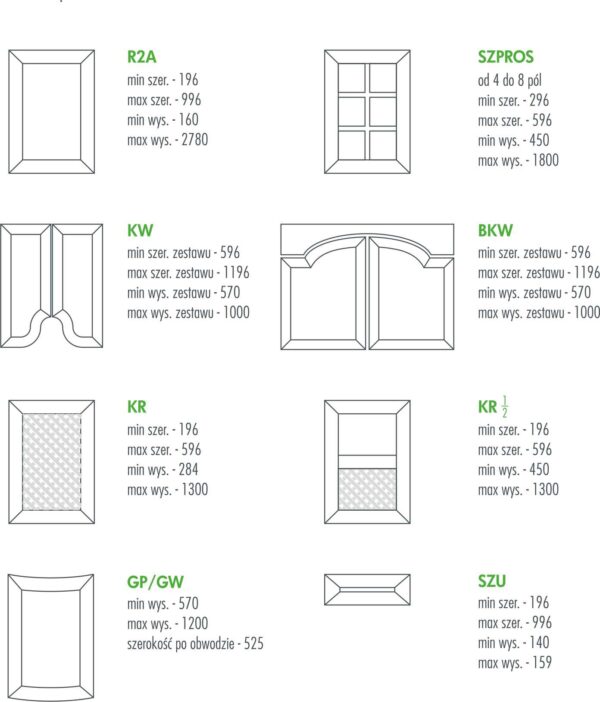 R2A
min szer. - 196
max szer. - 996
min wys. - 160
max wys. - 2780
SZPROS
od 4 do 8 pól
min szer. - 296
max szer. - 596
min wys. - 450
max wys. - 1800
KW
min szer. zestawu - 596
max szer. zestawu - 1196
min wys. zestawu - 570
max wys. zestawu - 1000
BKW
min szer. zestawu - 596
max szer. zestawu - 1196
min wys. zestawu - 570
max wys. zestawu - 1000
KR
min szer. - 196
max szer. - 596
min wys. - 284
max wys. - 1300
KR 1/2
min szer. - 196
max szer. - 596
min wys. - 450
max wys. - 1300
GP/GW
min wys. - 570
max wys. - 1200
szerokość po obwodzie - 525
SZU
min szer. - 196
max szer. - 996
min wys. - 140
max wys. - 159